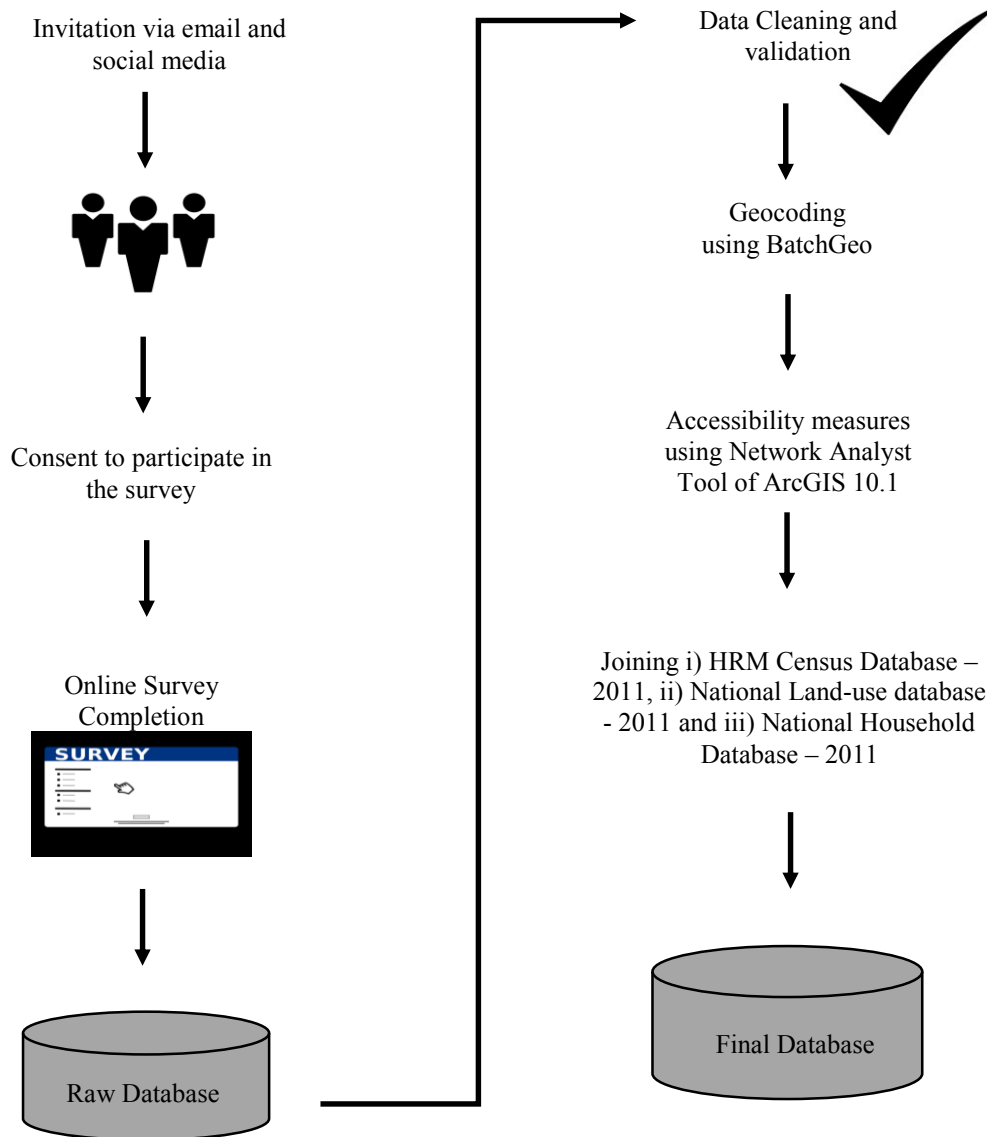 Invitation via email and
social media
Consent to participate in
the survey
Online Survey
Completion
SURVEY
Raw Database
Data Cleaning and
validation
Geocoding
using BatchGeo
Accessibility measures
using Network Analyst
Tool of ArcGIS 10.1
Joining i) HRM Census Database –
2011, ii) National Land-use database
- 2011 and iii) National Household
Database – 2011
Final Database